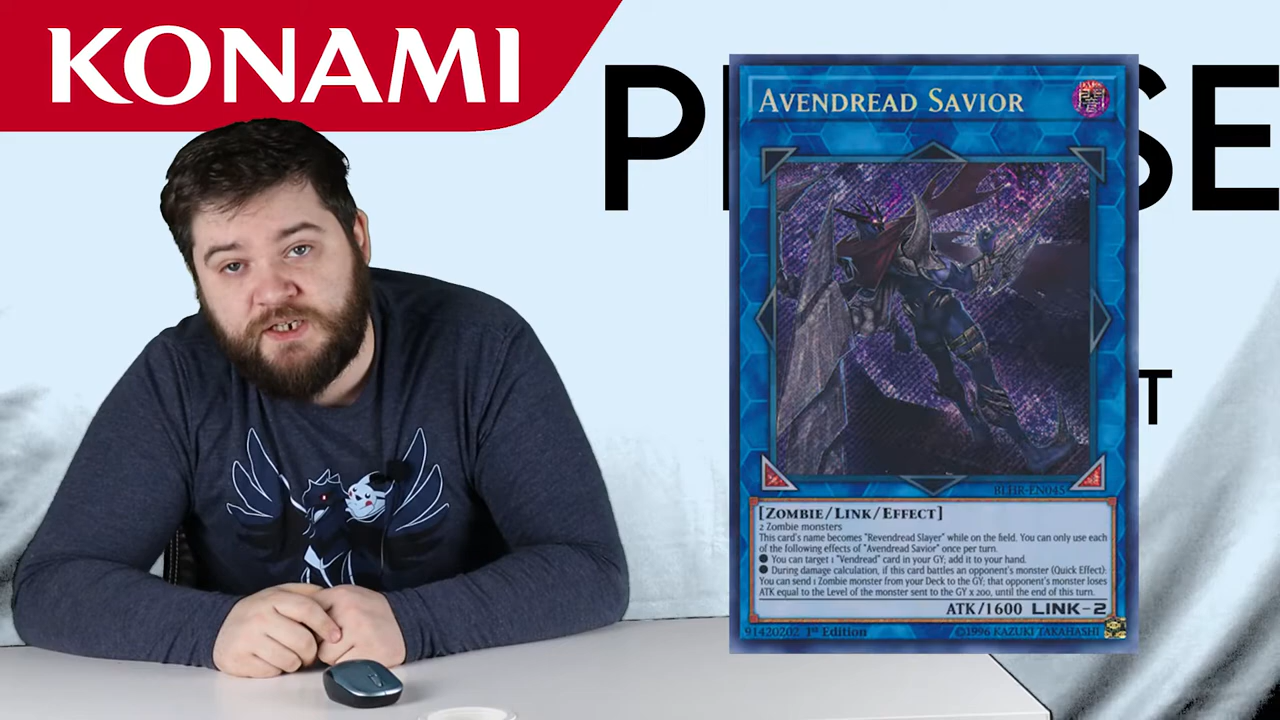 KONAMI
P SE
T
AVENDREAD SAVIOR
BLHR-EN045
[ZOMBIE/LINK/EFFECT]
2 Zombie monsters
This card's name becomes "Revendread Slayer" while on the field. You can only use each
of the following effects of "Avendread Savior" once per turn.
● You can target 1 "Vendread" card in your GY; add it to your hand.
● During damage calculation, if this card battles an opponent's monster (Quick Effect):
You can send 1 Zombie monster from your Deck to the GY; that opponent's monster loses
ATK equal to the Level of the monster sent to the GY x 200, until the end of this turn.
ATK/1600 LINK-2
91420202 1st Edition ©1996 KAZUKI TAKAHASHI